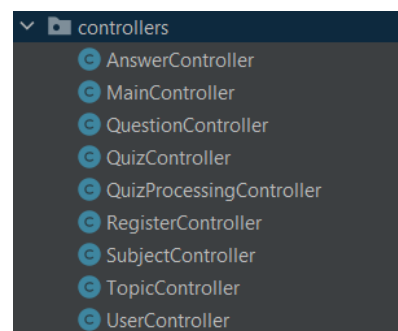 controllers
C AnswerController
C MainController
C QuestionController
C QuizController
C QuizProcessingController
C RegisterController
C SubjectController
C TopicController
C UserController